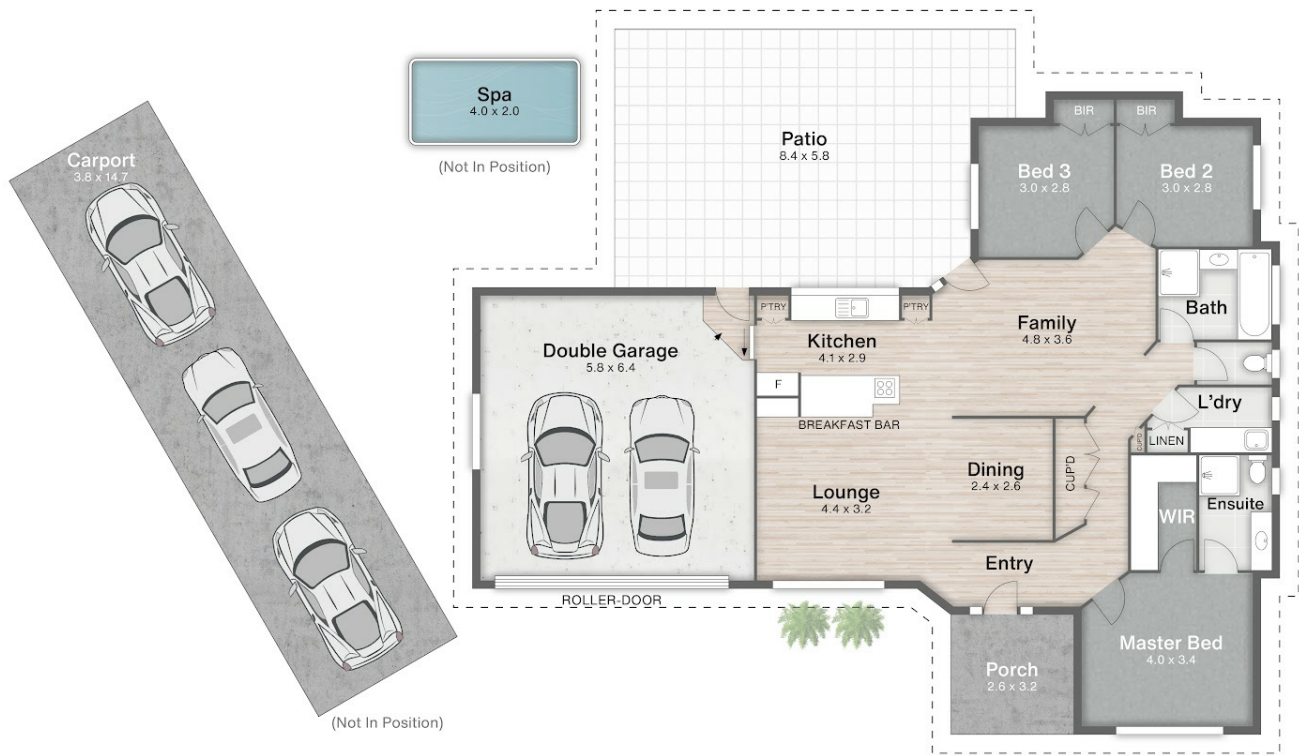 Spa
4.0 x 2.0
(Not In Position)
Carport
3.8 x 14.7
(Not In Position)
Patio
8.4 x 5.8
BIR
BIR
Bed 3
3.0 x 2.8
Bed 2
3.0 x 2.8
Double Garage
5.8 x 6.4
ROLLER-DOOR
P'TRY
P'TRY
Kitchen
4.1 x 2.9
F
BREAKFAST BAR
Family
4.8 x 3.6
Bath
L'dry
CUP'D
LINEN
Lounge
4.4 x 3.2
Dining
2.4 x 2.6
CUP'D
WIR
Ensuite
Entry
Porch
2.6 x 3.2
Master Bed
4.0 x 3.4